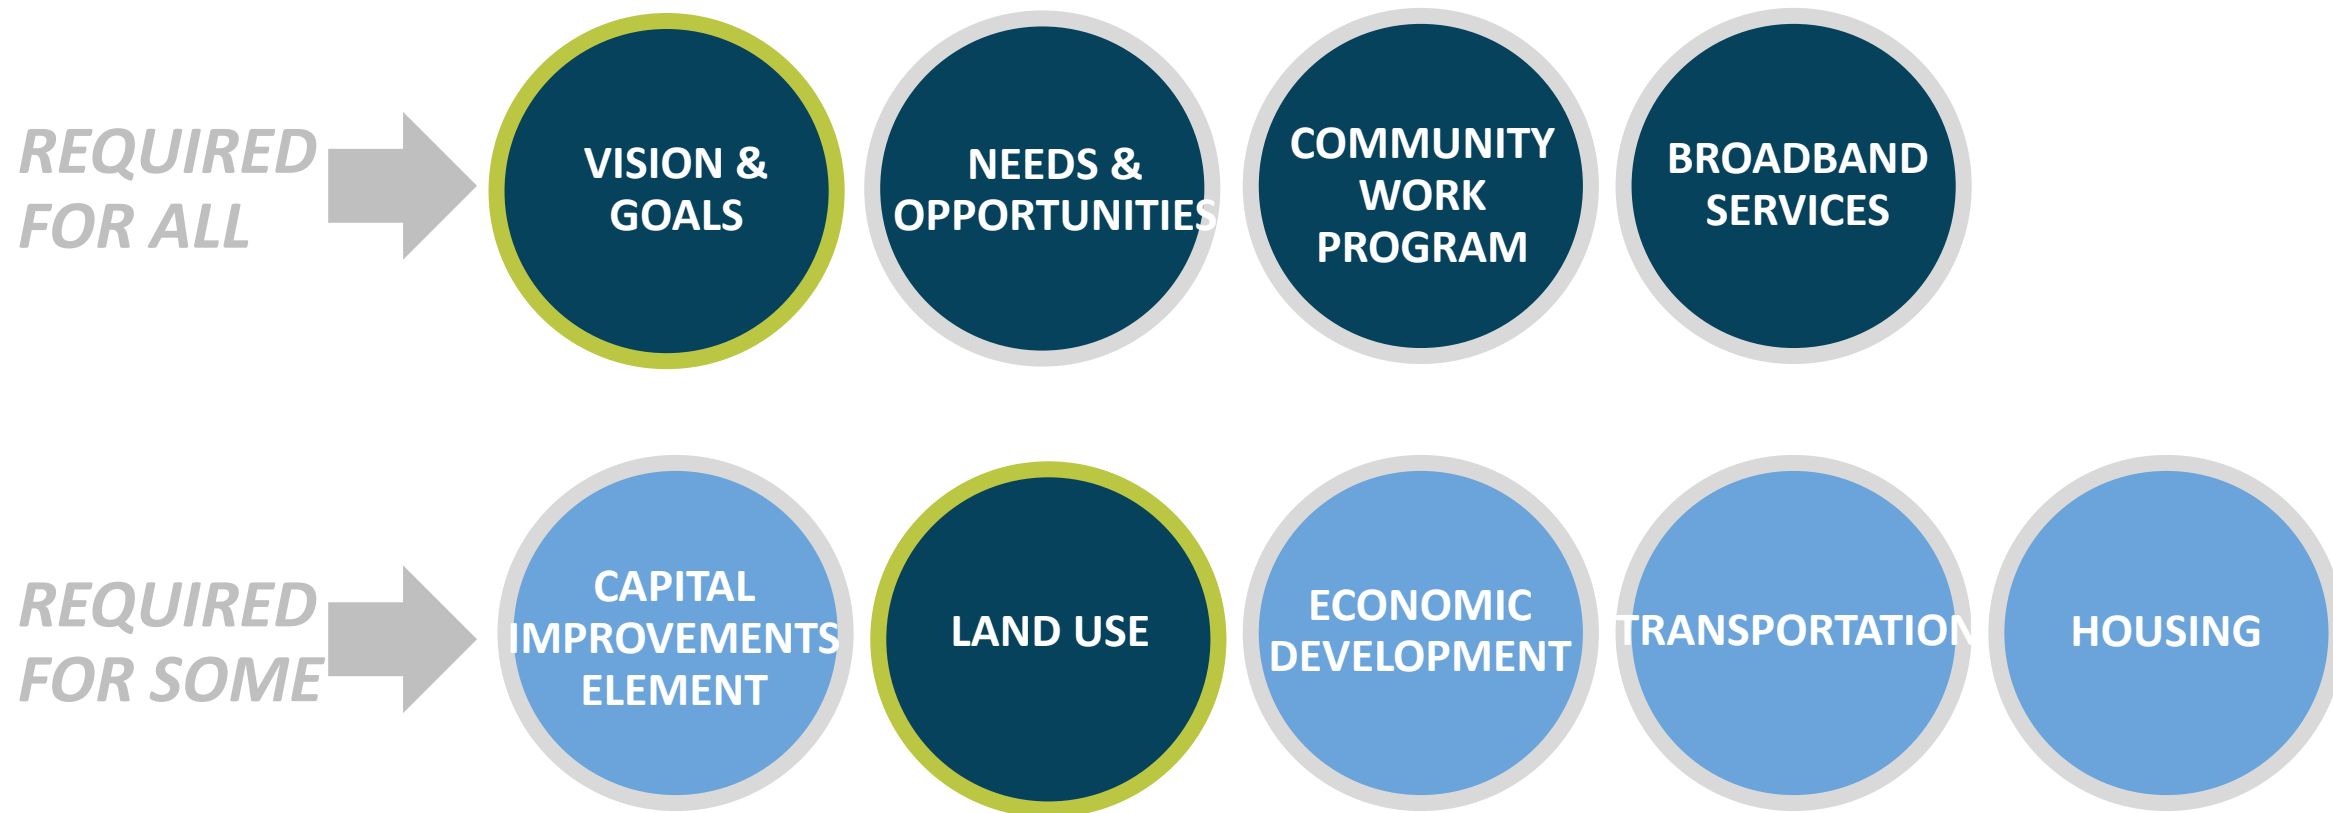 REQUIRED
FOR ALL
VISION &
GOALS
NEEDS &
OPPORTUNITIES
COMMUNITY
WORK
PROGRAM
BROADBAND
SERVICES
REQUIRED
FOR SOME
CAPITAL
IMPROVEMENTS
ELEMENT
LAND USE
ECONOMIC
DEVELOPMENT
TRANSPORTATION
HOUSING